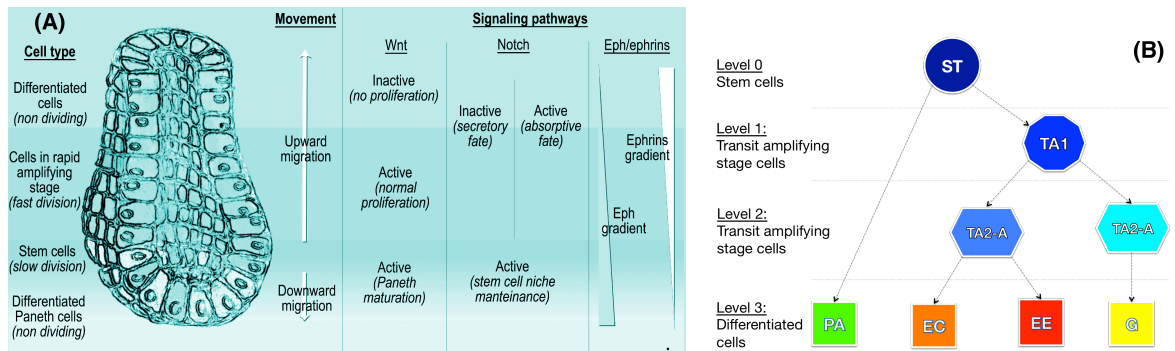 (A)
Movement
Signaling pathways
Cell type
Wnt
Notch
Eph/ephrins
Differentiated
cells
(non dividing)
Cells in rapid
amplifying
stage
(fast division)
Stem cells
(slow division)
Differentiated
Paneth cells
(non dividing)
Upward
migration
Downward
migration
Inactive
(no proliferation)
Active
(normal
proliferation)
Active
(Paneth
maturation)
Inactive
(secretory
fate)
Active
(absorptive
fate)
Active
(stem cell niche
manteinance)
Ephrins
gradient
Eph
gradient
(B)
Level 0
Stem cells
ST
Level 1:
Transit amplifying
stage cells
TA1
Level 2:
Transit amplifying
stage cells
TA2-A
TA2-A
Level 3:
Differentiated
cells
PA
EC
EE
G